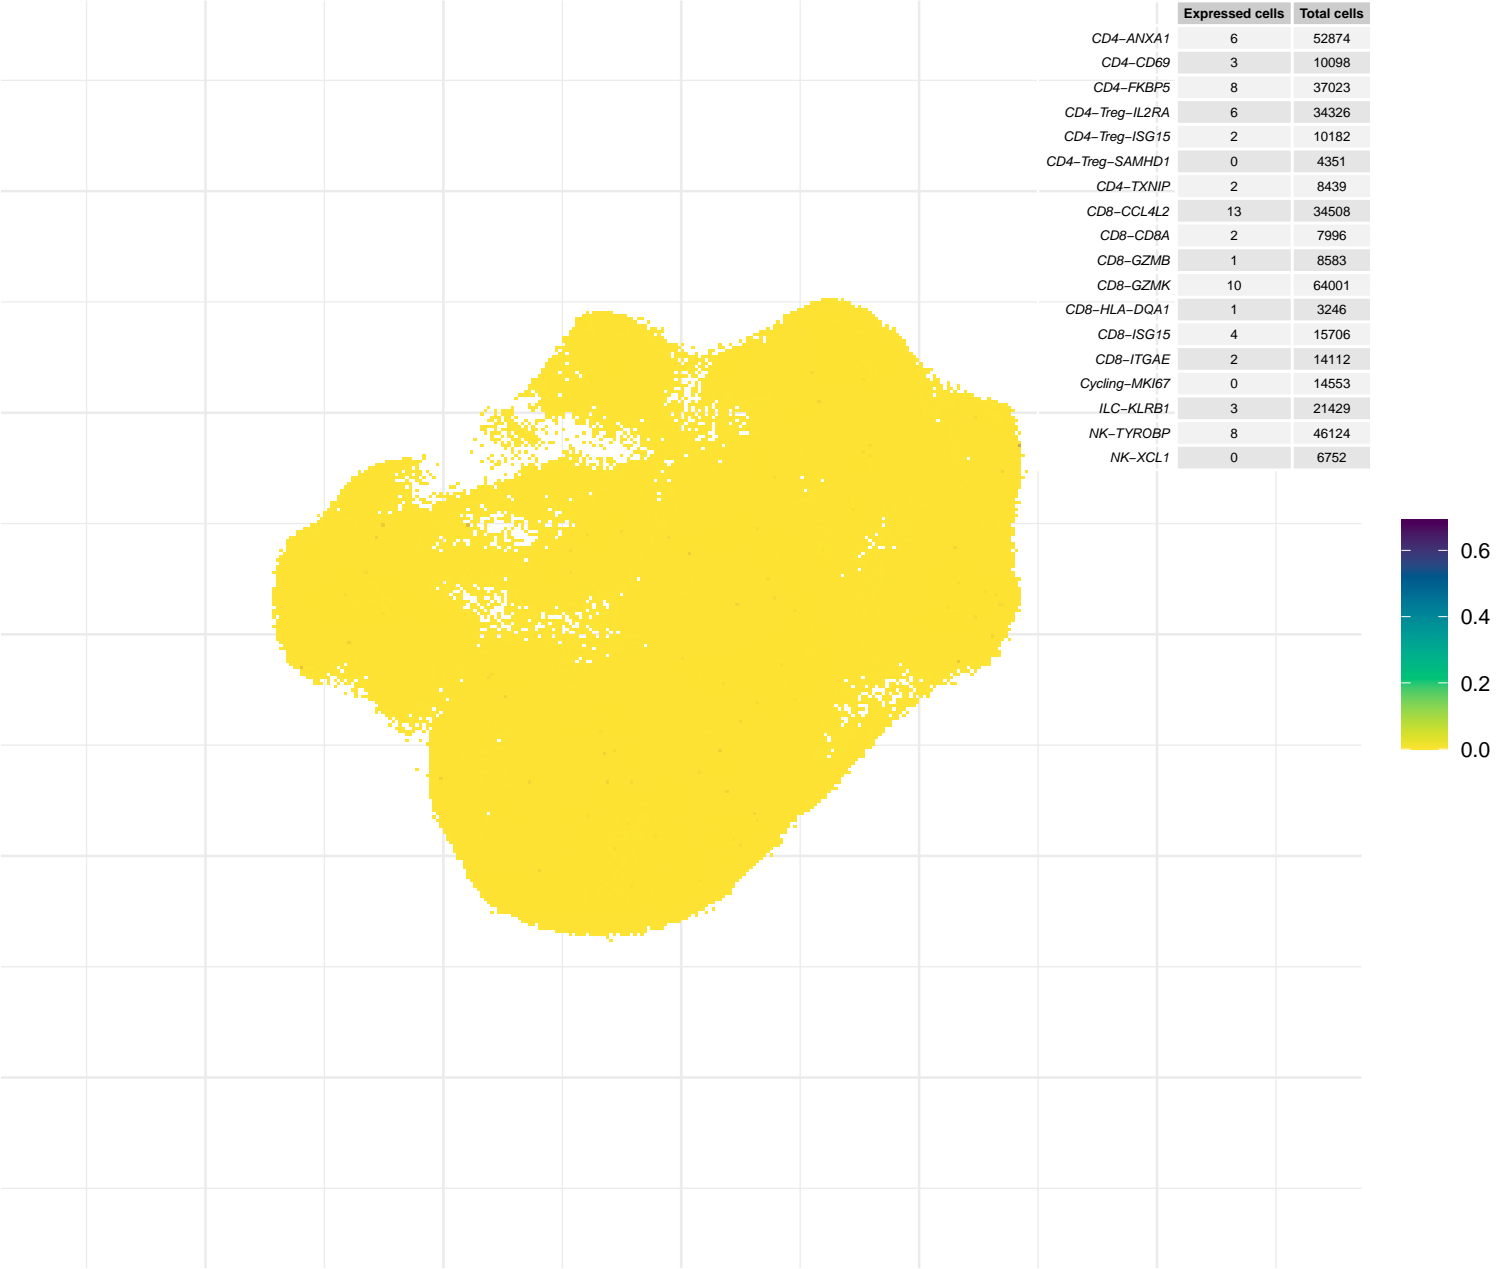 Expressed cells Total cells
CD4−ANXA1 6 52874
CD4−CD69 3 10098
CD4−FKBP5 8 37023
CD4−Treg−IL2RA 6 34326
CD4−Treg−ISG15 2 10182
CD4−Treg−SAMHD1 0 4351
CD4−TXNIP 2 8439
CD8−CCL4L2 13 34508
CD8−CD8A 2 7996
CD8−GZMB 1 8583
CD8−GZMK 10 64001
CD8−HLA−DQA1 1 3246
CD8−ISG15 4 15706
CD8−ITGAE 2 14112
Cycling−MKI67 0 14553
ILC−KLRB1 3 21429
NK−TYROBP 8 46124
NK−XCL1 0 6752
0.6
0.4
0.2
0.0